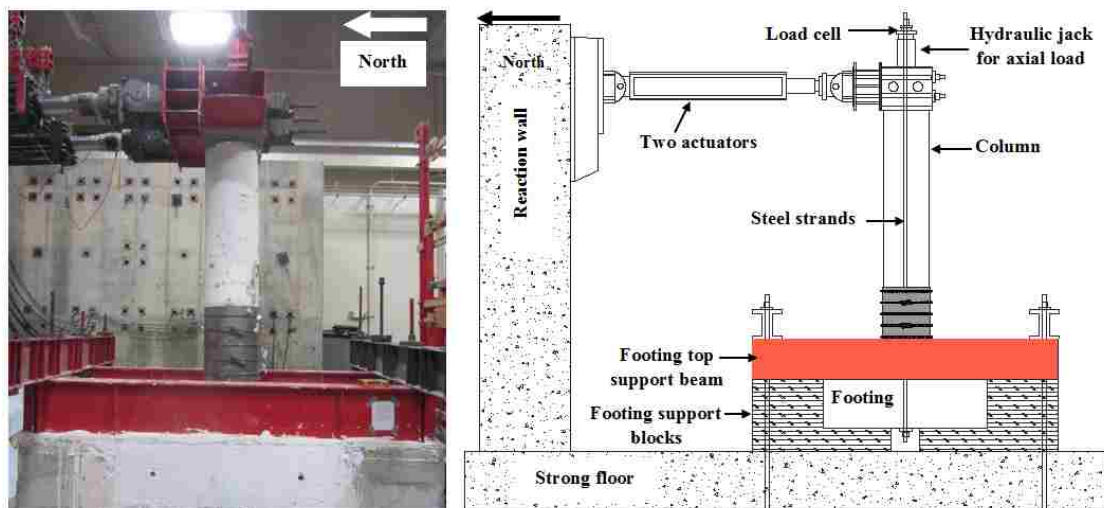 North
North
Reaction wall
Load cell
Hydraulic jack
for axial load
Two actuators
Column
Steel strands
Footing top
support beam
Footing
Footing support
blocks
Strong floor